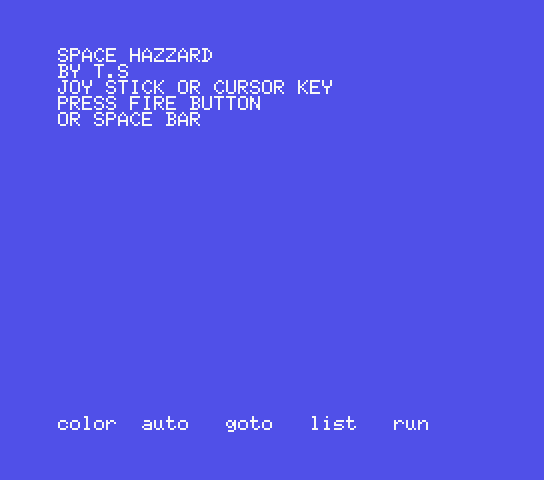 SPACE HAZZARD
BY T.S
JOY STICK OR CURSOR KEY
PRESS FIRE BUTTON
OR SPACE BAR
color auto goto list run